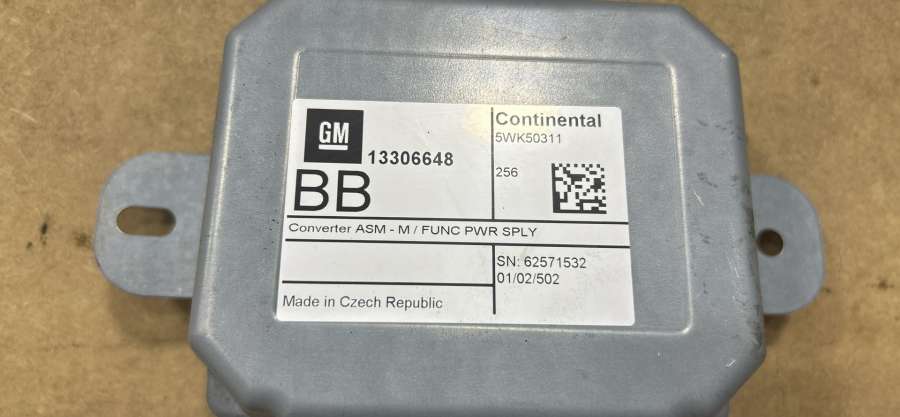 GM
13306648
BB
Continental
5WK50311
256
Converter ASM - M / FUNC PWR SPLY
SN: 62571532
01/02/502
Made in Czech Republic